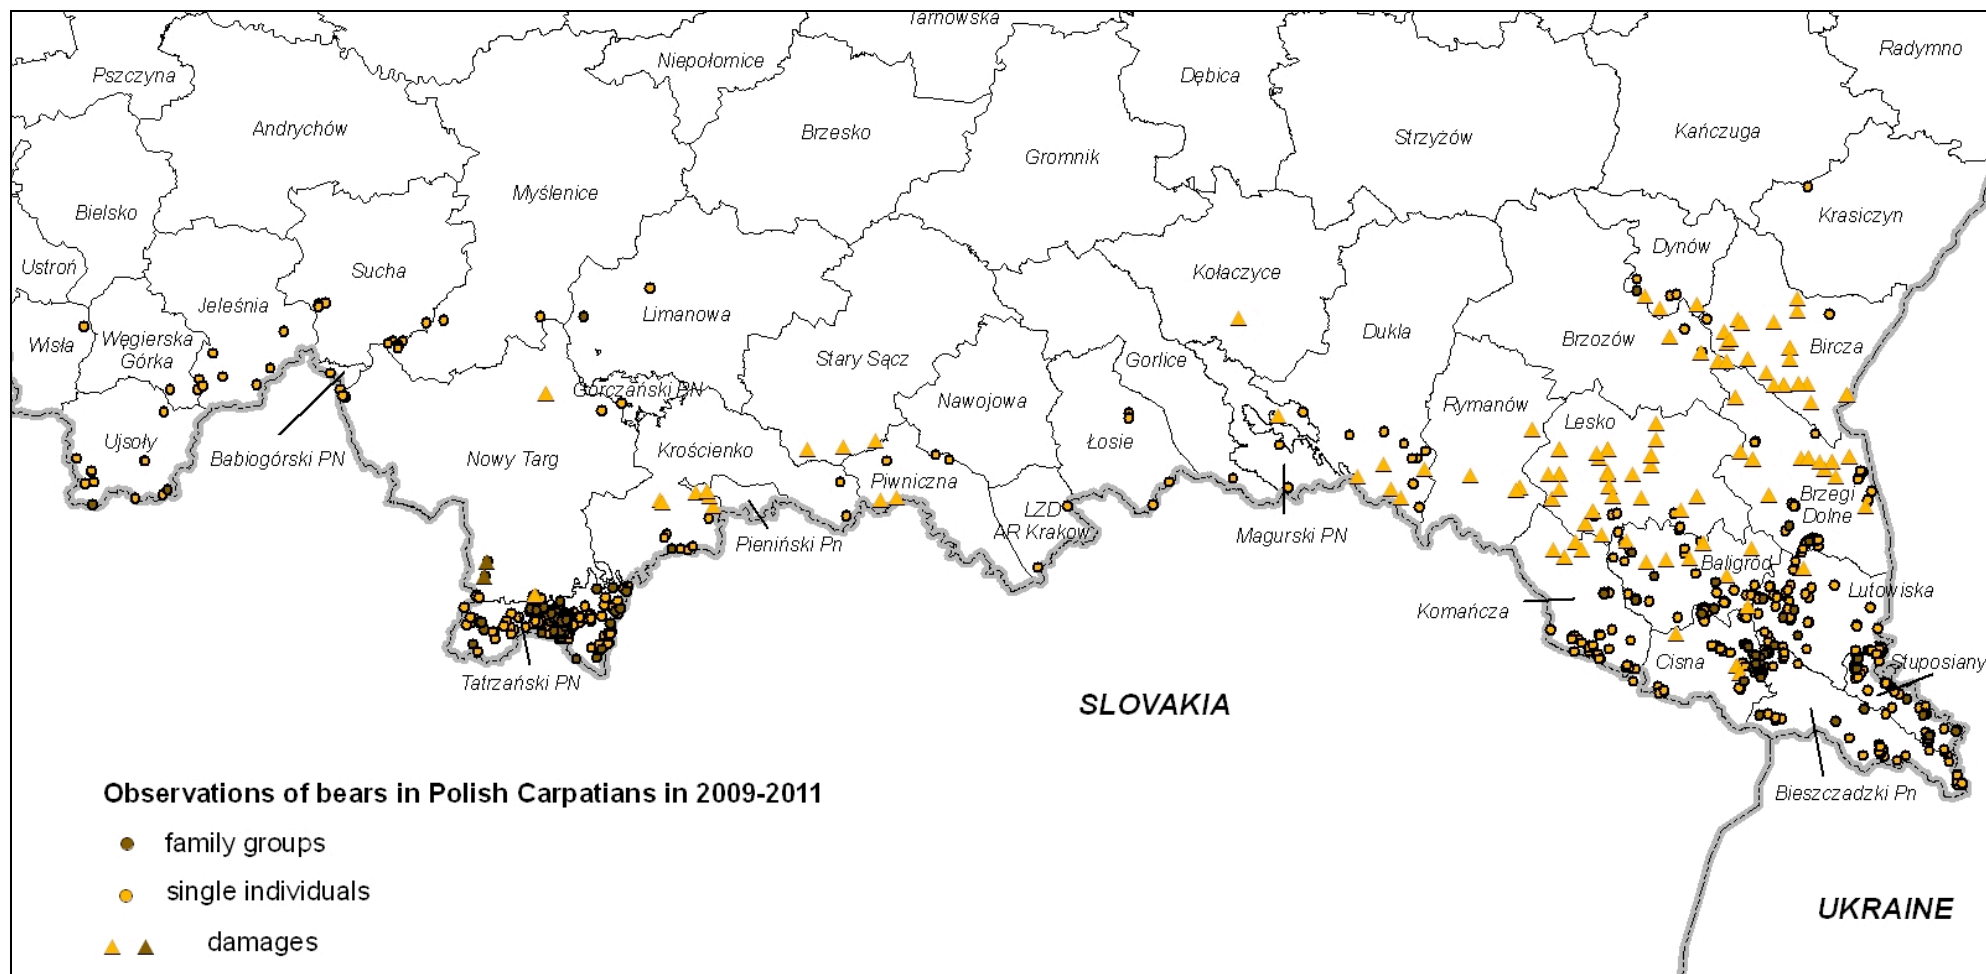 Tarnowska
Radymno
Niepołomice
Pszczyna
Dębica
Andrychów
Brzesko
Strzyżów
Kańczuga
Gromnik
Myślenice
Bielsko
Krasiczyn
Dynów
Ustroń
Sucha
Kołaczyce
Jeleśnia
Limanowa
Dukla
Wisła
Węgierska
Górka
Brzozów
Bircza
Stary Sącz
Gorlice
Gorczański PN
Nawojowa
Rymanów
Lesko
Ujsoły
Łosie
Babiogórski PN
Nowy Targ
Krościenko
Piwniczna
Brzegi
Dolne
LZD
AR Krakow
Pieniński Pn
Magurski PN
Baligród
Lutowiska
Komańcza
Cisna
Stuposiany
Tatrzański PN
SLOVAKIA
Bieszczadzki Pn
Observations of bears in Polish Carpatians in 2009-2011
family groups
single individuals
damages
UKRAINE